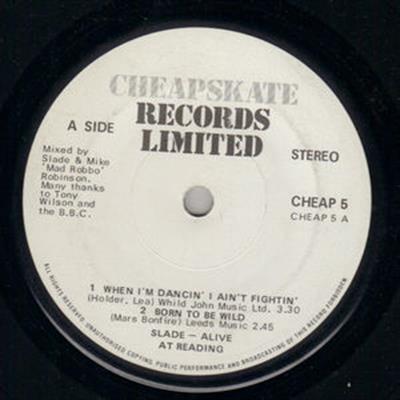 CHEAPSKATE
RECORDS
LIMITED
A SIDE
STEREO
Mixed by
Slade & Mike
'Mad Robbo'
Robinson.
Many thanks
to Tony
Wilson and
the B.B.C.
CHEAP 5
CHEAP 5 A
1 WHEN I'M DANCIN' I AIN'T FIGHTIN'
(Holder, Lea) Whild John Music Ltd. 3.30
2 BORN TO BE WILD
(Mars Bonfire) Leeds Music 2.45
SLADE – ALIVE
AT READING
ALL RIGHTS RESERVED. UNAUTHORISED COPYING, PUBLIC PERFORMANCE AND BROADCASTING OF THIS RECORD FORBIDDEN